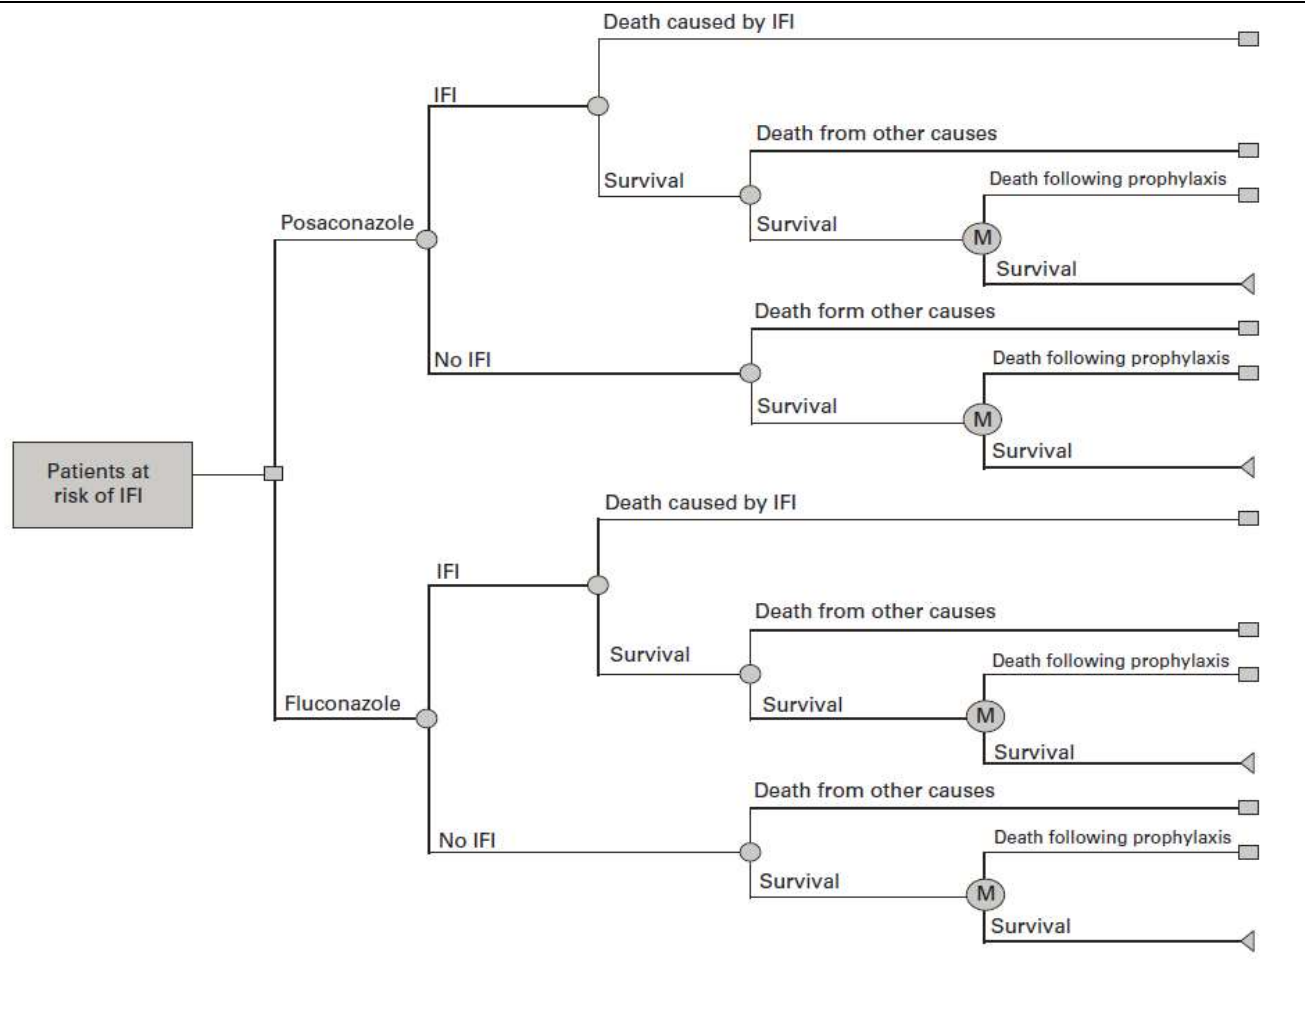 Death caused by IFI
IFI
Death from other causes
Death following prophylaxis
Survival
Posaconazole
Survival
M
Survival
Death form other causes
No IFI
Death following prophylaxis
Survival
M
Survival
Patients at
risk of IFI
Death caused by IFI
IFI
Death from other causes
Survival
Death following prophylaxis
Fluconazole
Survival
M
Survival
Death from other causes
No IFI
Death following prophylaxis
Survival
M
Survival